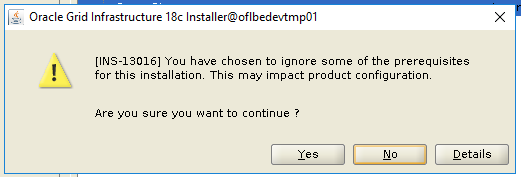 Oracle Grid Infrastructure 18c Installer@oflbedevtmp01
[INS-13016] You have chosen to ignore some of the prerequisites
for this installation. This may impact product configuration.
Are you sure you want to continue ?
Yes
No
Details